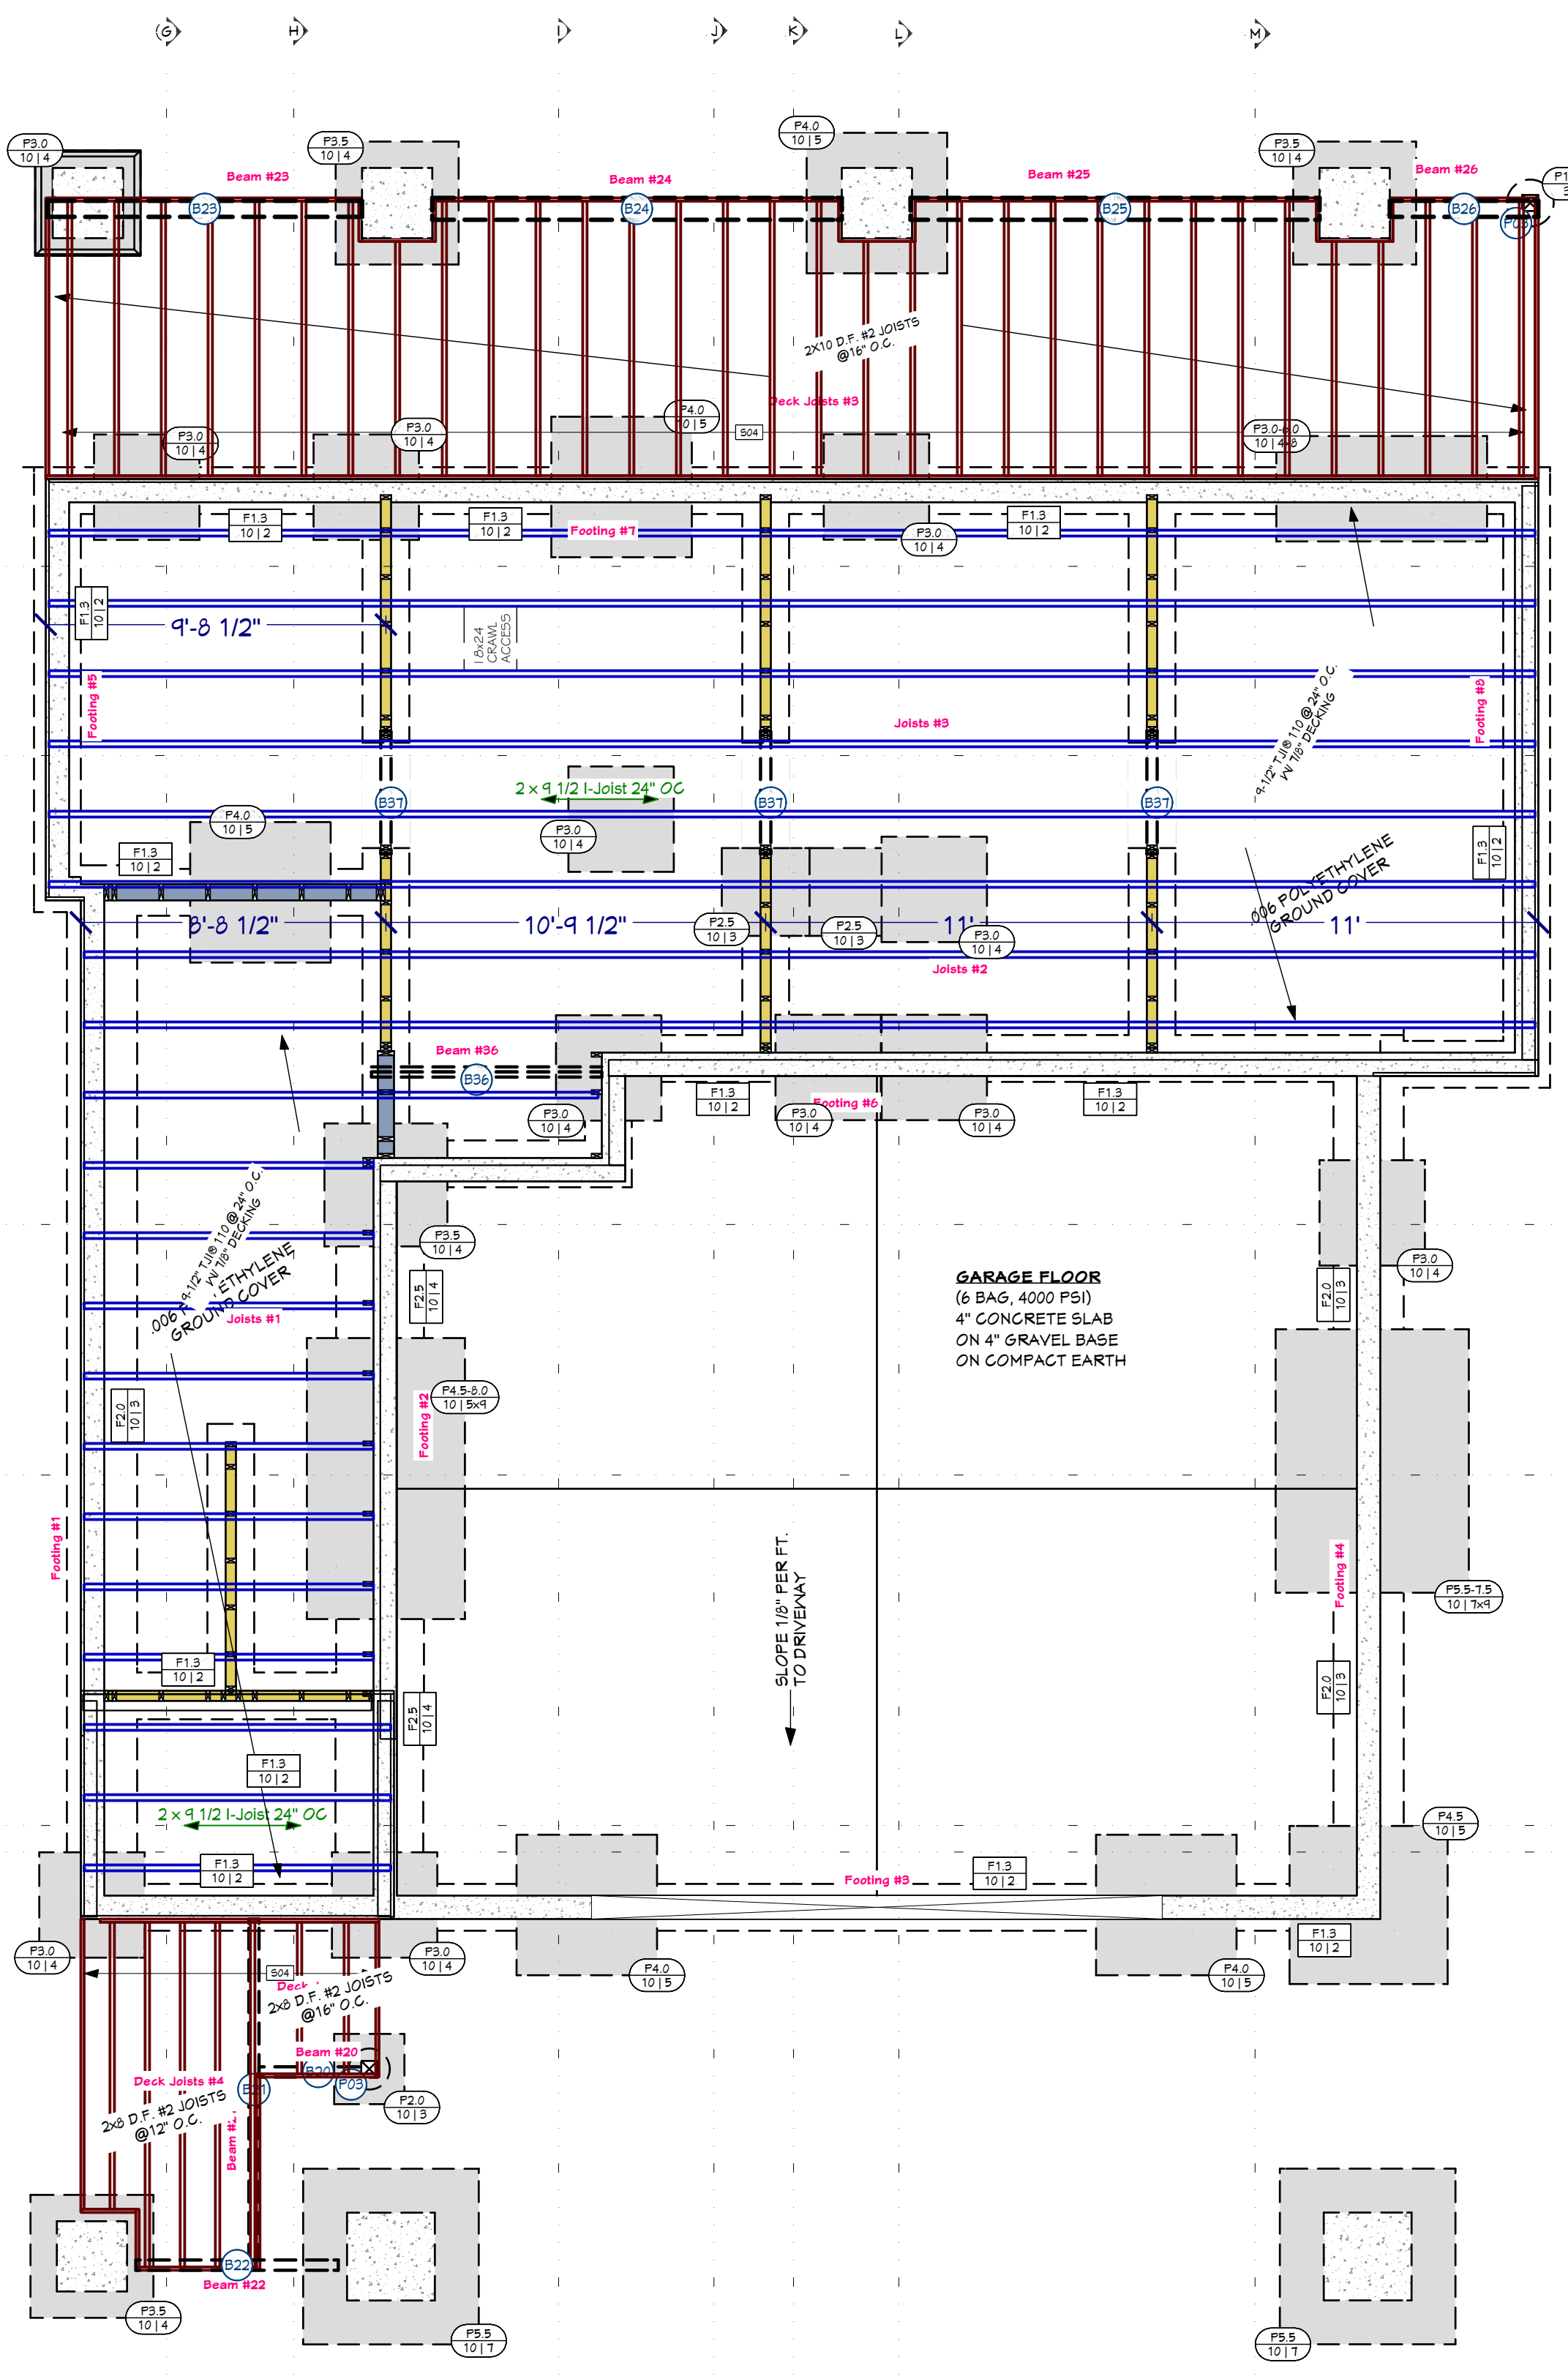 G
H
I
J
K
L
M
P3.0
10 | 4
P3.5
10 | 4
P4.0
10 | 5
P3.5
10 | 4
Beam #23
Beam #24
Beam #25
Beam #26
B23
B24
B25
B26
P03
2X10 D.F. #2 JOISTS
@16" O.C.
Deck Joists #3
P3.0
10 | 4
P3.0
10 | 4
P4.0
10 | 5
S04
F1.3
10 | 2
F1.3
10 | 2
Footing #7
P3.0
10 | 4
F1.3
10 | 2
F1.3
10 | 2
9'-8 1/2"
18x24
CRAWL
ACCESS
Footing #5
Joists #3
9-1/2" TJI® 110 @ 24" O.C.
W/ 7/8" DECKING
Footing #8
2 x 9 1/2 I-Joist 24" OC
B37
B37
B37
P4.0
10 | 5
P3.0
10 | 4
F1.3
10 | 2
F1.3
10 | 2
.006 POLYETHYLENE
GROUND COVER
8'-8 1/2"
10'-9 1/2"
P2.5
10 | 3
P2.5
10 | 3
11'
P3.0
10 | 4
11'
Joists #2
Beam #36
B36
P3.0
10 | 4
F1.3
10 | 2
Footing #6
P3.0
10 | 4
P3.0
10 | 4
F1.3
10 | 2
9-1/2" TJI® 110 @ 24" O.C.
W/ 7/8" DECKING
GROUND COVER
Joists #1
P3.5
10 | 4
F2.5
10 | 4
GARAGE FLOOR
(6 BAG, 4000 PSI)
4" CONCRETE SLAB
ON 4" GRAVEL BASE
ON COMPACT EARTH
P3.0
10 | 4
F2.0
10 | 3
F2.0
10 | 3
Footing #2
P4.5-8.0
10 | 5x9
Footing #1
SLOPE 1/8" PER FT.
TO DRIVEWAY
Footing #4
P5.5-7.5
10 | 7x9
F1.3
10 | 2
F2.5
10 | 4
F2.0
10 | 3
F1.3
10 | 2
2 x 9 1/2 I-Joist 24" OC
F1.3
10 | 2
Footing #3
F1.3
10 | 2
P4.5
10 | 5
P3.0
10 | 4
P3.0
10 | 4
P4.0
10 | 5
P4.0
10 | 5
F1.3
10 | 2
S04
2x8 D.F. #2 JOISTS
@16" O.C.
Beam #20
B20
P03
B21
P2.0
10 | 3
Deck Joists #4
2x8 D.F. #2 JOISTS
@12" O.C.
B22
Beam #22
P3.5
10 | 4
P5.5
10 | 7
P5.5
10 | 7